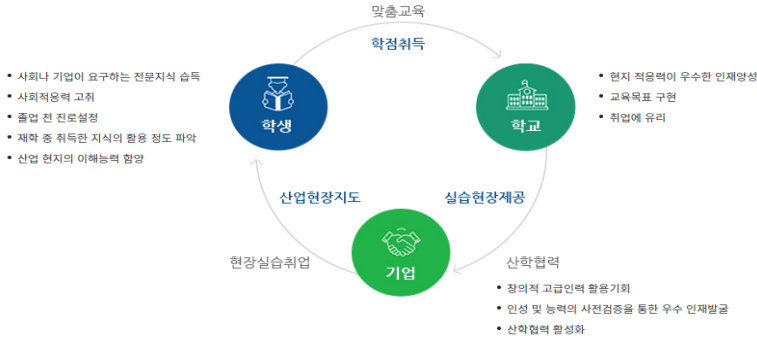 맞춤교육
학점취득
• 사회나 기업이 요구하는 전문지식 습득
• 사회적응력 고취
• 졸업 전 진로설정
• 재학 중 취득한 지식의 활용 정도 파악
• 산업 현지의 이해능력 함양
학생
학교
• 현지 적응력이 우수한 인재양성
• 교육목표 구현
• 취업에 유리
산업현장지도
실습현장제공
기업
현장실습취업
산학협력
• 창의적 고급인력 활용기회
• 인성 및 능력의 사전검증을 통한 우수 인재발굴
• 산학협력 활성화